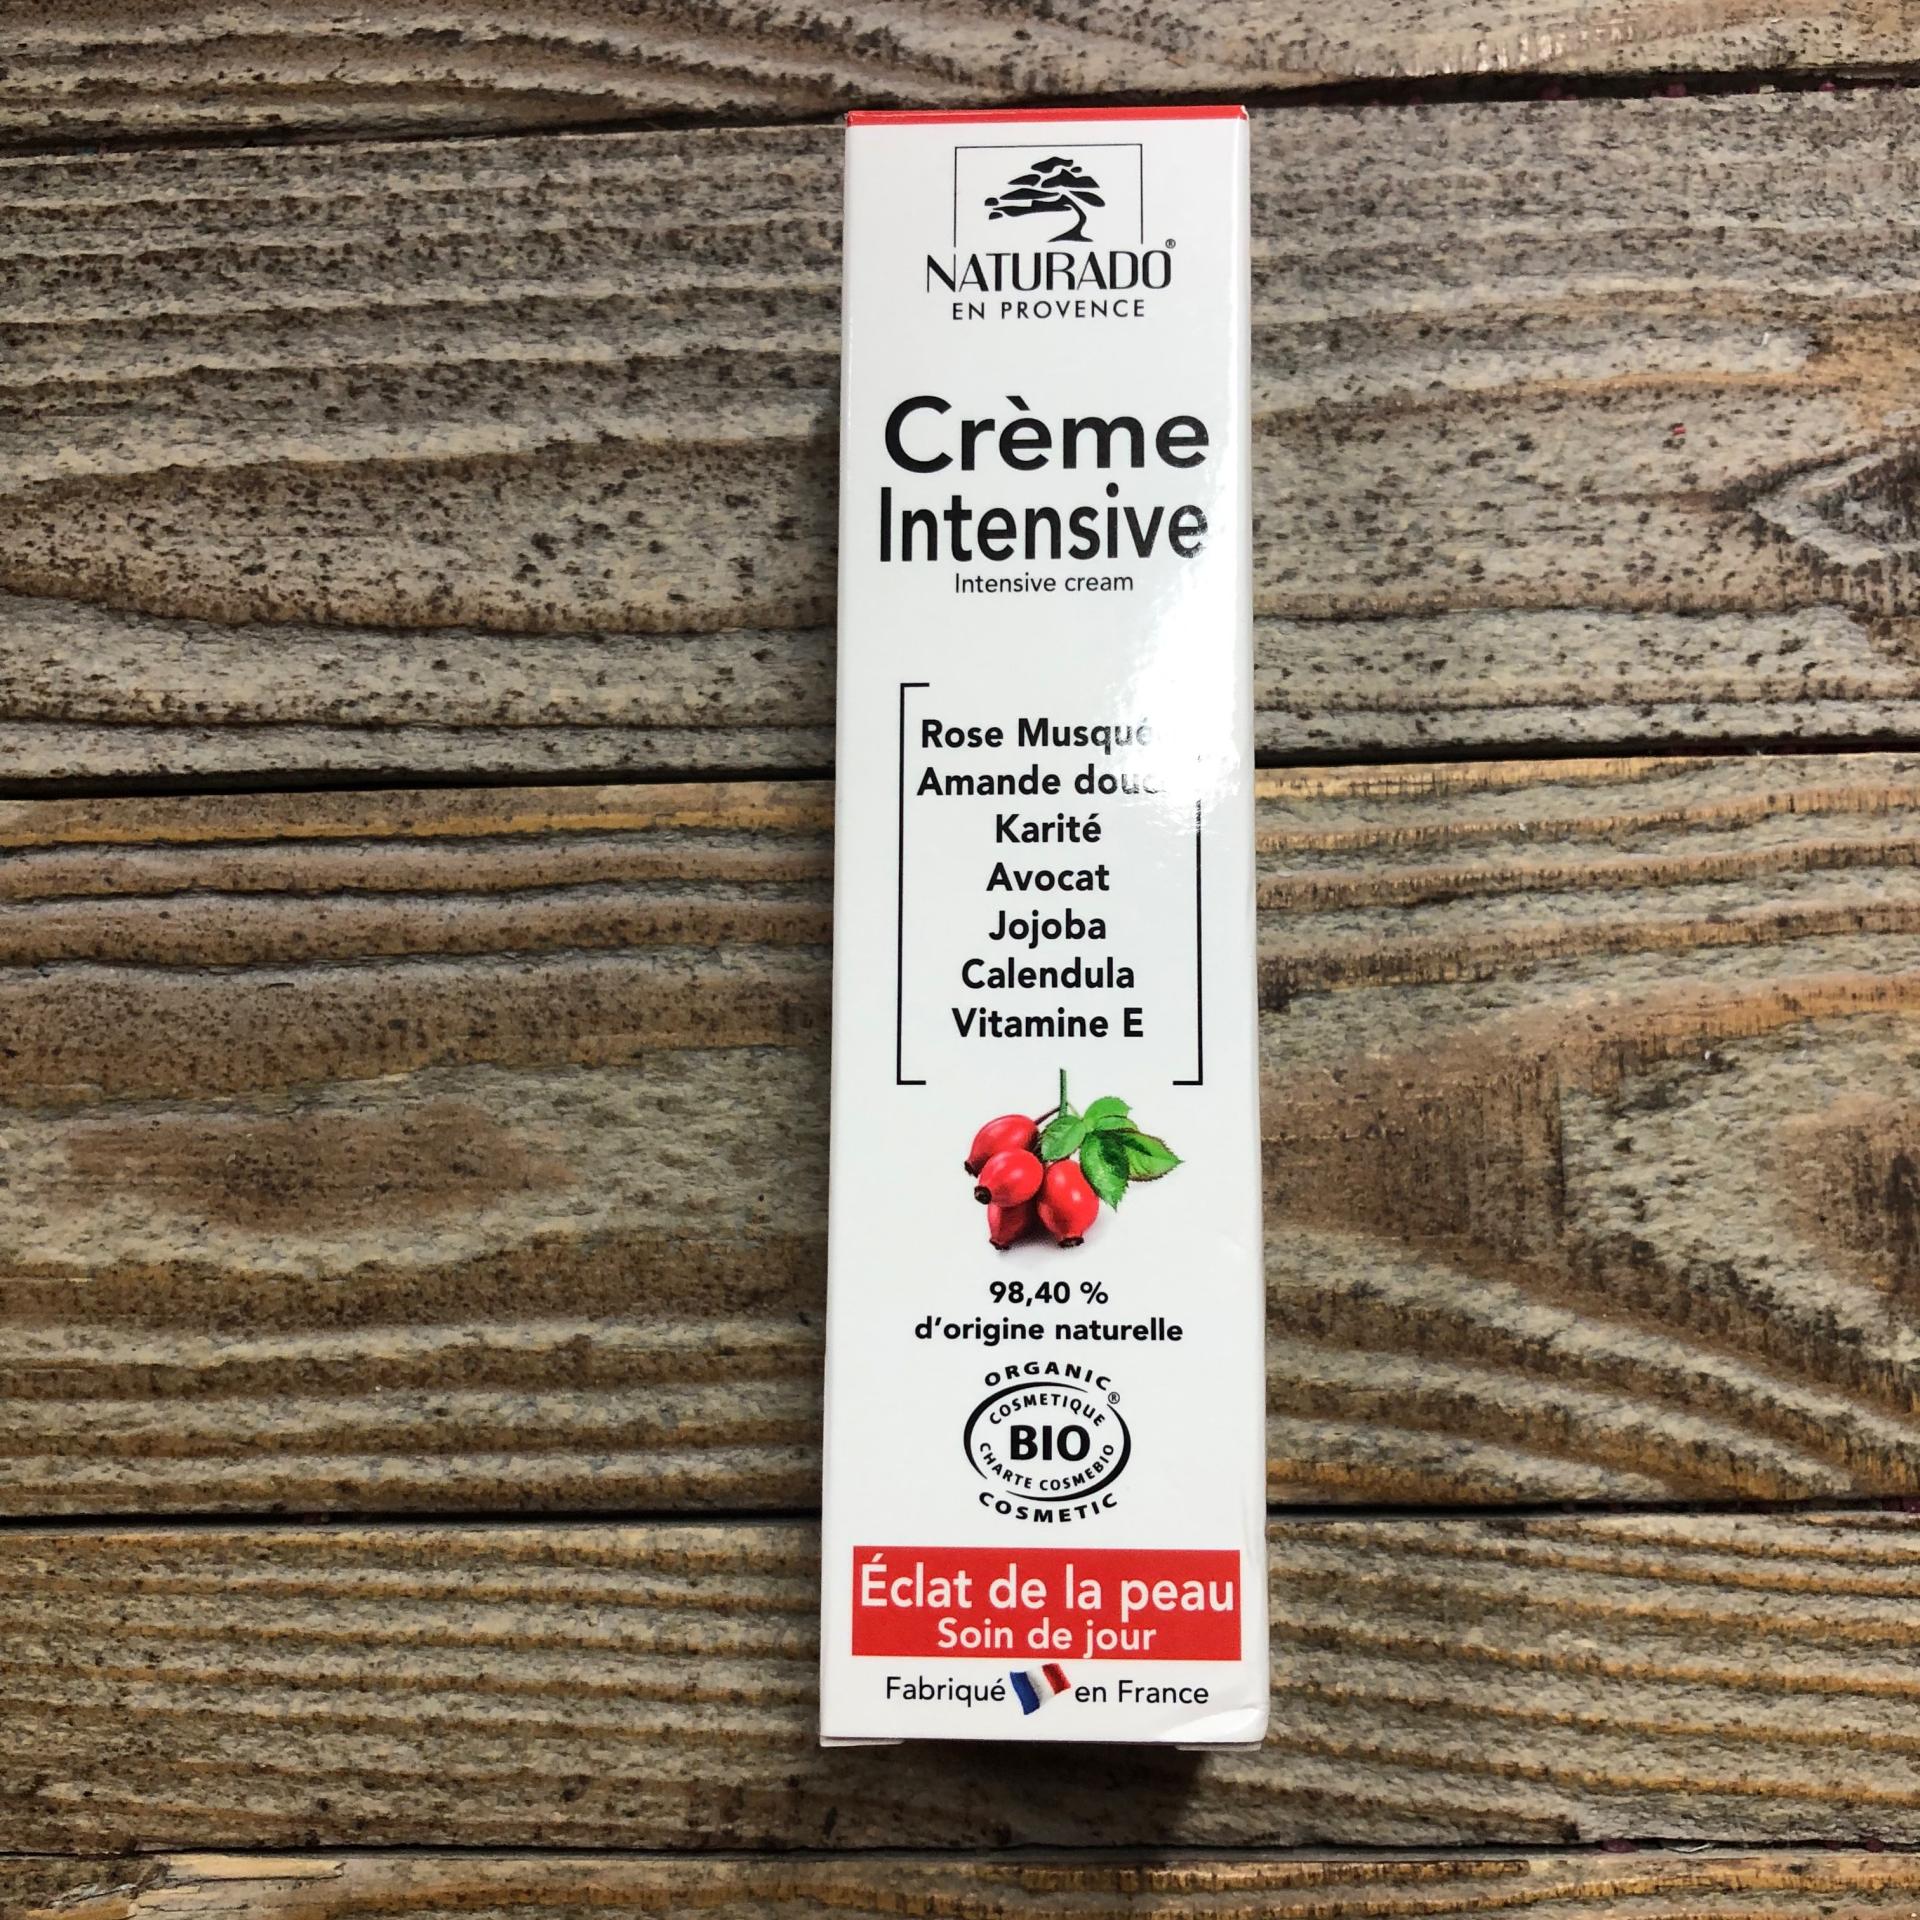 NATURADO®
EN PROVENCE
Crème
Intensive
Intensive cream
Rose
Amande
Karité
Avocat
Jojoba
Calendula
Vitamine E
98,40 %
d'origine naturelle
ORGANIC
COSMETIQUE®
BIO
CHARTE COSMEBIO
COSMETIC
Éclat de la peau
Soin de jour
Fabriqué en France